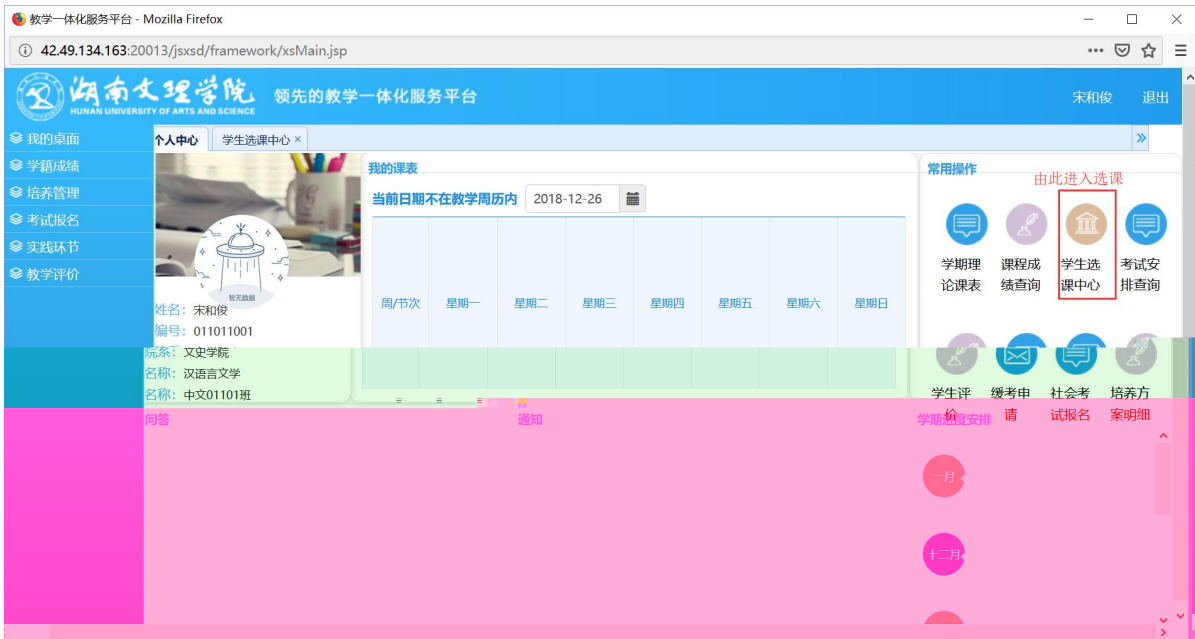 教学一体化服务平台 - Mozilla Firefox
42.49.134.163:20013/jsxsd/framework/xsMain.jsp
湖南文理学院
HUNAN UNIVERSITY OF ARTS AND SCIENCE
领先的教学一体化服务平台
宋和俊 退出
我的桌面
学籍成绩
培养管理
考试报名
实践环节
教学评价
个人中心 学生选课中心 ×
暂无数据
姓名：宋和俊
编号：011011001
院系：文史学院
名称：汉语言文学
名称：中文01101班
我的课表
当前日期不在教学周历内 2018-12-26
周/节次 星期一 星期二 星期三 星期四 星期五 星期六 星期日
常用操作
由此进入选课
学期理论课表
课程成绩查询
学生选课中心
考试安排查询
学生评价
缓考申请
社会考试报名
培养方案明细
问答
通知
学期进度安排
一月
十二月